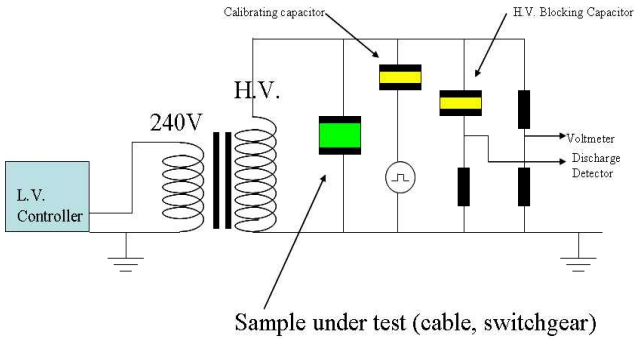 Calibrating capacitor
H.V. Blocking Capacitor
H.V.
240V
Voltmeter
Discharge
Detector
L.V.
Controller
Sample under test (cable, switchgear)